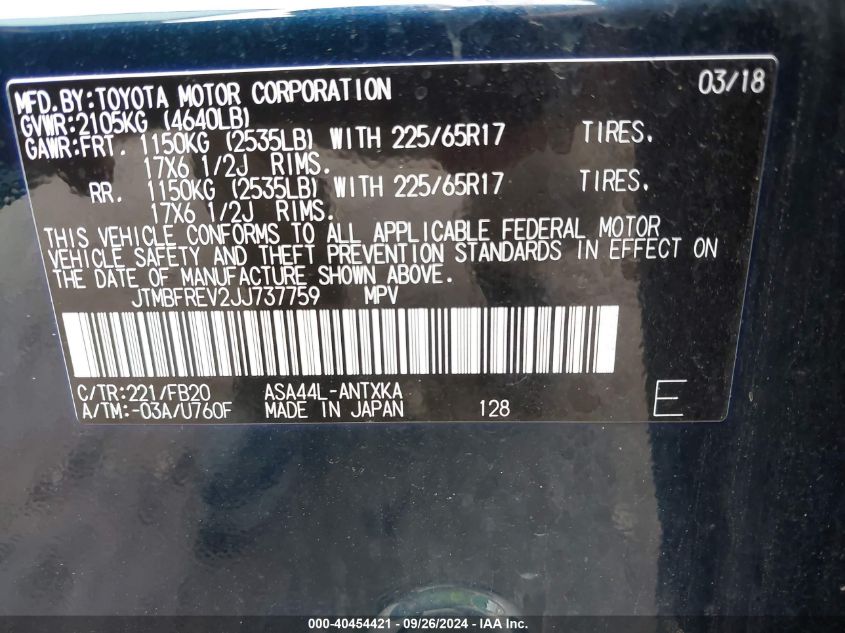 MFD.BY:TOYOTA MOTOR CORPORATION 03/18
GVWR:2105KG (4640LB)
GAWR:FRT. 1150KG (2535LB) WITH 225/65R17 TIRES.
17X6 1/2J RIMS.
RR. 1150KG (2535LB) WITH 225/65R17 TIRES.
17X6 1/2J RIMS.
THIS VEHICLE CONFORMS TO ALL APPLICABLE FEDERAL MOTOR
VEHICLE SAFETY AND THEFT PREVENTION STANDARDS IN EFFECT ON
THE DATE OF MANUFACTURE SHOWN ABOVE.
JTMBFREV2JJ737759 MPV
C/TR:221/FB20 ASA44L-ANTXKA
A/TM:-03A/U760F MADE IN JAPAN 128 E
000-40454421 - 09/26/2024 - IAA Inc.